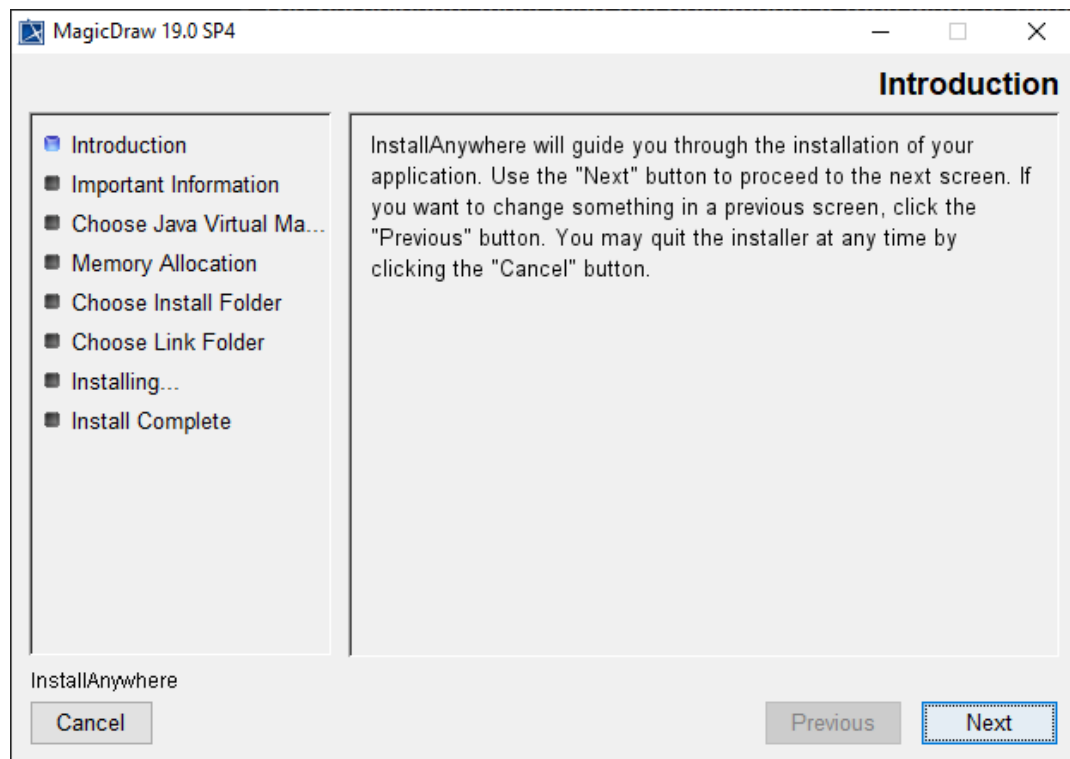 MagicDraw 19.0 SP4
Introduction
Introduction
Important Information
Choose Java Virtual Ma...
Memory Allocation
Choose Install Folder
Choose Link Folder
Installing...
Install Complete
InstallAnywhere will guide you through the installation of your
application. Use the "Next" button to proceed to the next screen. If
you want to change something in a previous screen, click the
"Previous" button. You may quit the installer at any time by
clicking the "Cancel" button.
InstallAnywhere
Cancel
Previous
Next